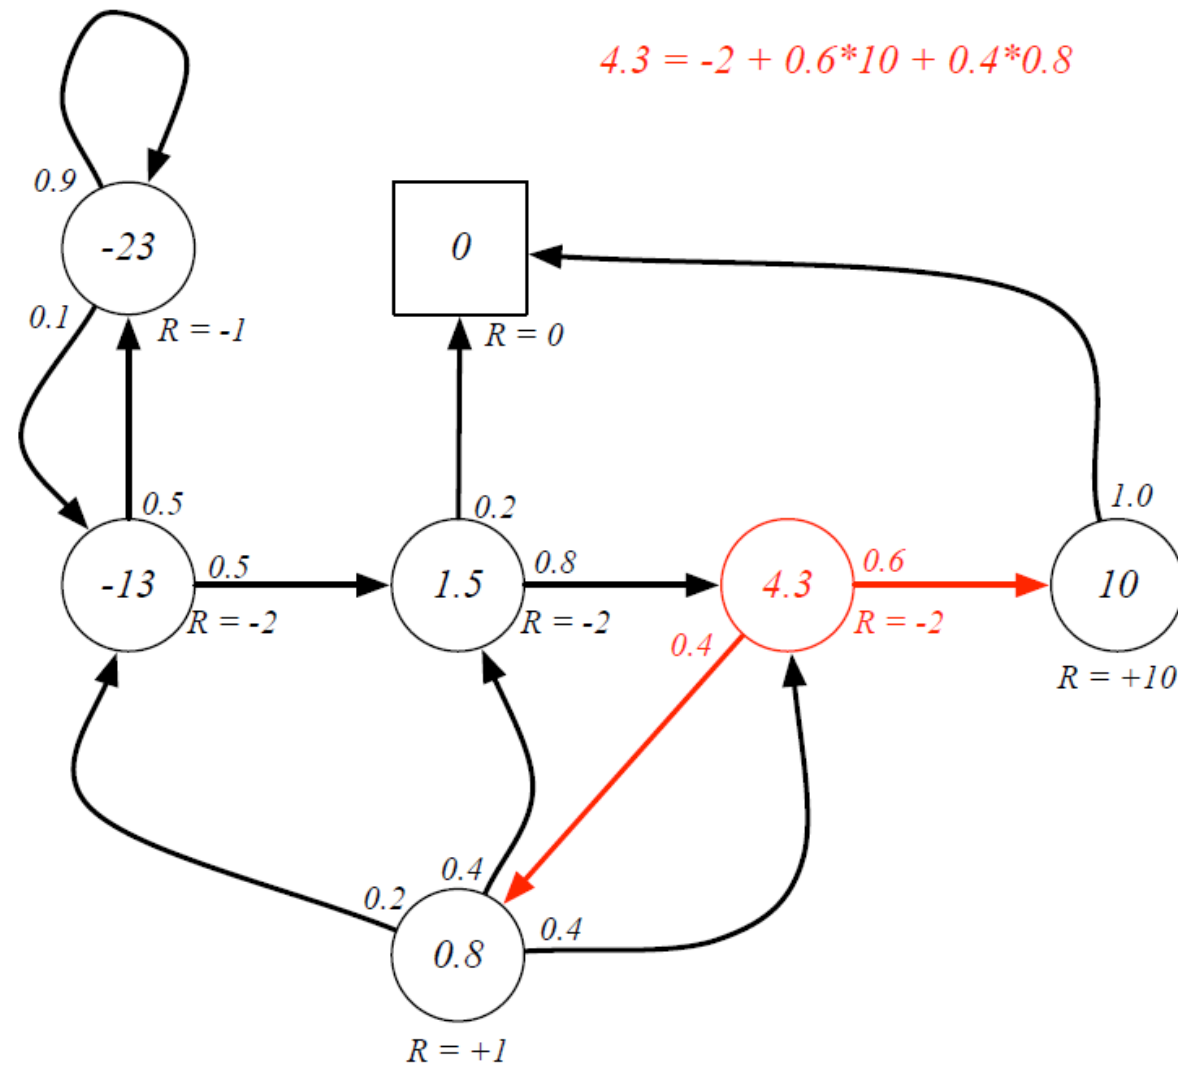 4.3 = -2 + 0.6*10 + 0.4*0.8
0.9
-23
0
0.1
R = -1
R = 0
0.5
0.2
1.0
-13
0.5
1.5
0.8
4.3
0.6
10
R = -2
R = -2
0.4
R = -2
R = +10
0.4
0.2
0.4
0.8
R = +1